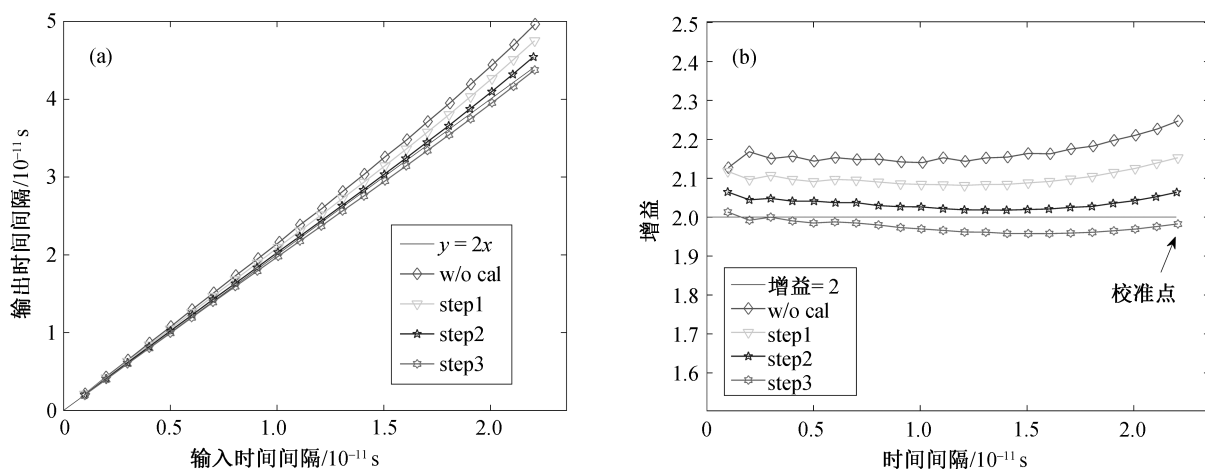 (a)
5
4
3
2
1
0
输出时间间隔/10⁻¹¹ s
y = 2x
w/o cal
step1
step2
step3
0 0.5 1.0 1.5 2.0
输入时间间隔/10⁻¹¹ s
(b)
2.5
2.4
2.3
2.2
2.1
2.0
1.9
1.8
1.7
1.6
增益
校准点
增益= 2
w/o cal
step1
step2
step3
0 0.5 1.0 1.5 2.0
时间间隔/10⁻¹¹ s